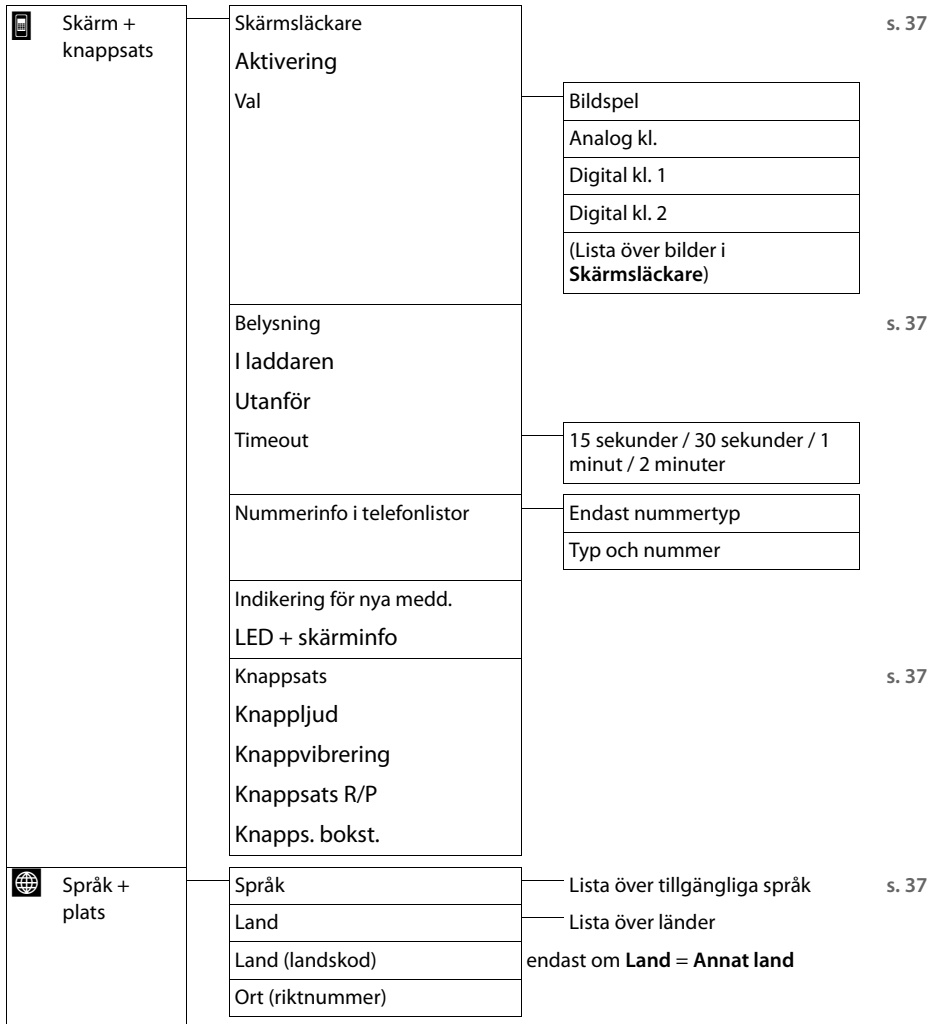 Skärm +
knappsats
Skärmsläckare
s. 37
Aktivering
Val
Bildspel
Analog kl.
Digital kl. 1
Digital kl. 2
(Lista över bilder i
Skärmsläckare)
Belysning
s. 37
I laddaren
Utanför
Timeout
15 sekunder / 30 sekunder / 1
minut / 2 minuter
Nummerinfo i telefonlistor
Endast nummertyp
Typ och nummer
Indikering för nya medd.
LED + skärminfo
Knappsats
s. 37
Knappljud
Knappvibrering
Knappsats R/P
Knapps. bokst.
Språk +
plats
Språk
Lista över tillgängliga språk
s. 37
Land
Lista över länder
Land (landskod)
endast om Land = Annat land
Ort (riktnummer)